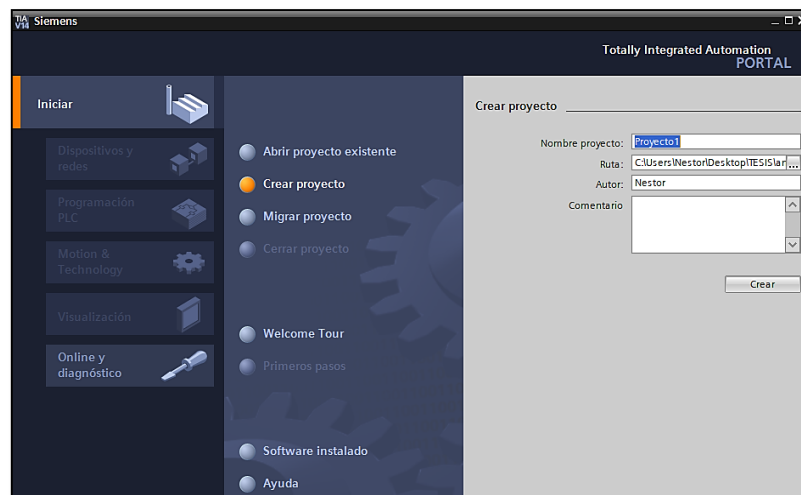 TIA
V14
Siemens
Totally Integrated Automation
PORTAL
Iniciar
Dispositivos y
redes
Programación
PLC
Motion &
Technology
Visualización
Online y
diagnóstico
Abrir proyecto existente
Crear proyecto
Migrar proyecto
Cerrar proyecto
Welcome Tour
Primeros pasos
Software instalado
Ayuda
Crear proyecto
Nombre proyecto: Proyecto1
Ruta: C:\Users\Nestor\Desktop\TESIS\ar ...
Autor: Nestor
Comentario
Crear